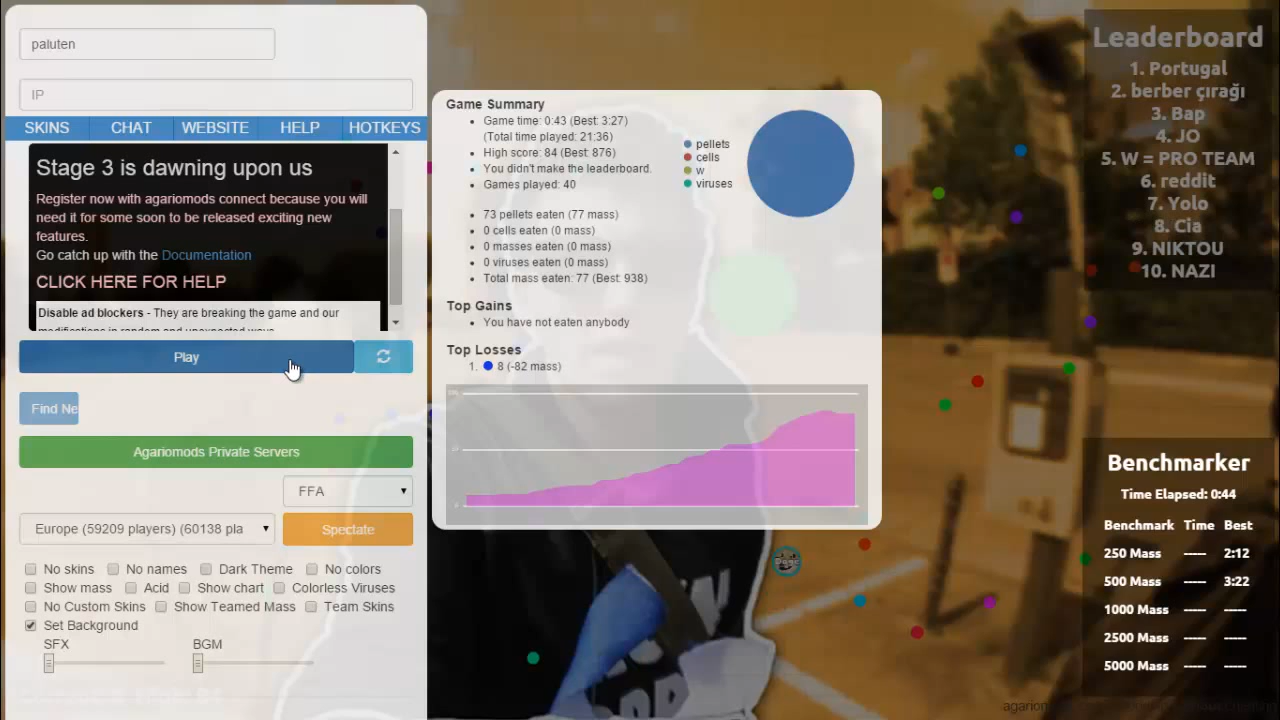 paluten
IP
SKINS CHAT WEBSITE HELP HOTKEYS
Stage 3 is dawning upon us
Register now with agariomods connect because you will
need it for some soon to be released exciting new
features.
Go catch up with the Documentation
CLICK HERE FOR HELP
Disable ad blockers - They are breaking the game and our
modifications in random and unexpected ways
Play
Find Ne
Agariomods Private Servers
FFA
Europe (59209 players) (60138 pla
Spectate
No skins No names Dark Theme No colors
Show mass Acid Show chart Colorless Viruses
No Custom Skins Show Teamed Mass Team Skins
Set Background
SFX BGM
Game Summary
Game time: 0:43 (Best: 3:27)
(Total time played: 21:36)
High score: 84 (Best: 876)
You didn't make the leaderboard.
Games played: 40
73 pellets eaten (77 mass)
0 cells eaten (0 mass)
0 masses eaten (0 mass)
0 viruses eaten (0 mass)
Total mass eaten: 77 (Best: 938)
pellets
cells
w
viruses
Top Gains
You have not eaten anybody
Top Losses
1. 8 (-82 mass)
Leaderboard
1. Portugal
2. berber çırağı
3. Bap
4. JO
5. W = PRO TEAM
6. reddit
7. Yolo
8. Cia
9. NIKTOU
10. NAZI
Benchmarker
Time Elapsed: 0:44
Benchmark Time Best
250 Mass ----- 2:12
500 Mass ----- 3:22
1000 Mass ----- -----
2500 Mass ----- -----
5000 Mass ----- -----